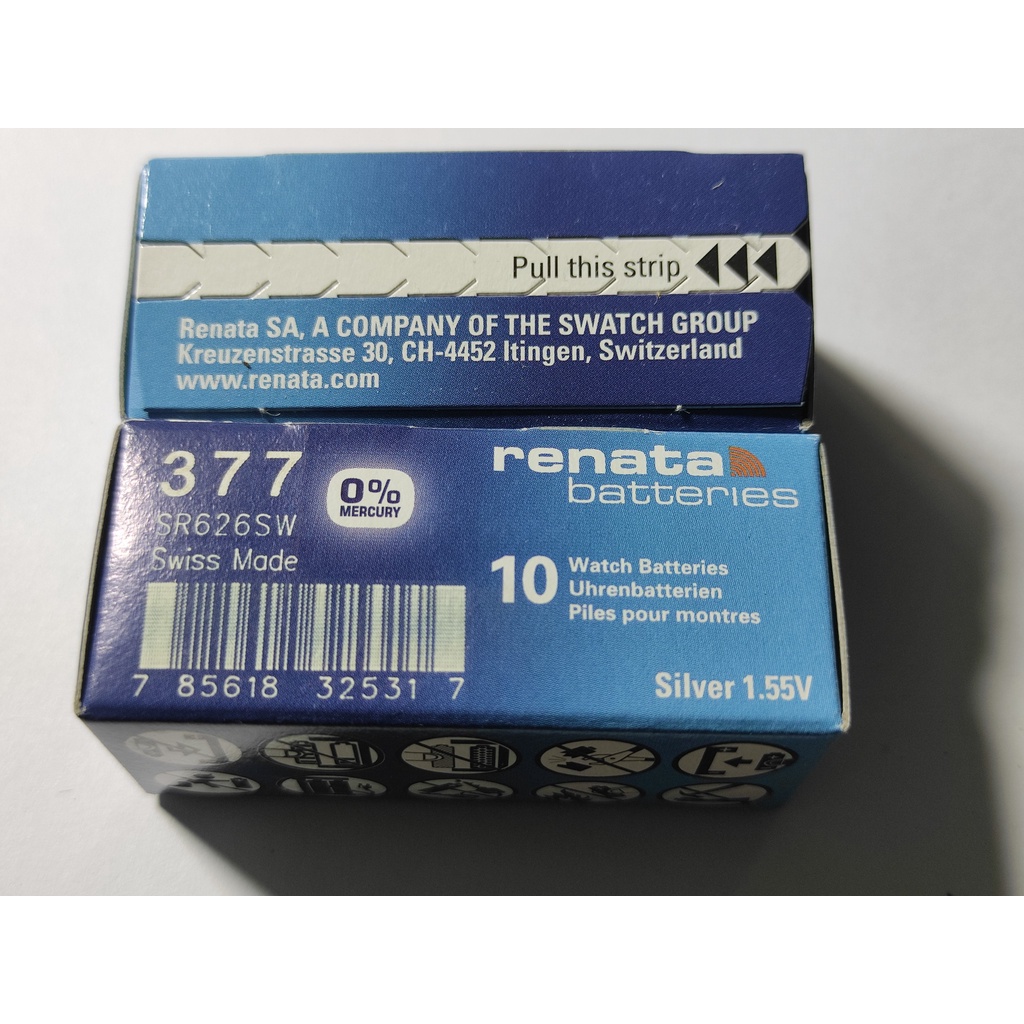 Pull this strip
Renata SA, A COMPANY OF THE SWATCH GROUP
Kreuzenstrasse 30, CH-4452 Itingen, Switzerland
www.renata.com
377
0%
MERCURY
SR626SW
Swiss Made
7 85618 32531 7
renata
batteries
10
Watch Batteries
Uhrenbatterien
Piles pour montres
Silver 1.55V